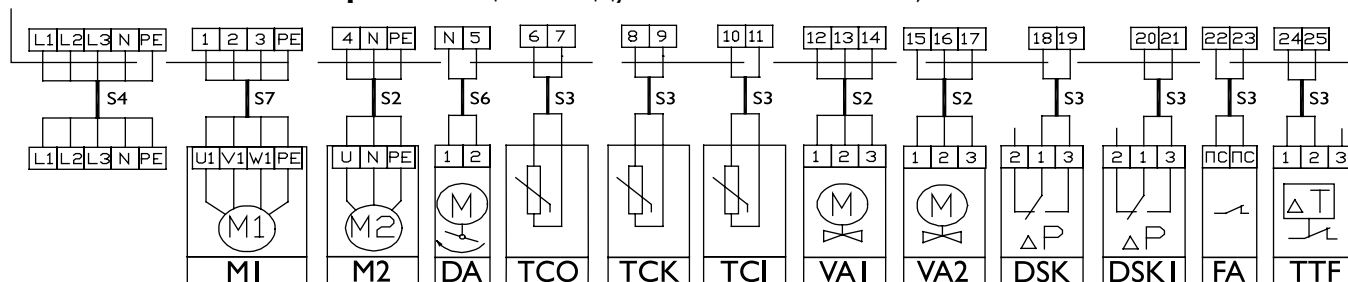 L1 L2 L3 N PE 1 2 3 PE 4 N PE N 5 6 7 8 9 10 11 12 13 14 15 16 17 18 19 20 21 22 23 24 25
S4 S7 S2 S6 S3 S3 S3 S2 S2 S3 S3 S3 S3
L1 L2 L3 N PE U1 V1 W1 PE U N PE 1 2 1 2 3 1 2 3 2 1 3 2 1 3 ПС ПС 1 2 3
M1 M2 M M M ΔP ΔP ΔT
M1 M2 DA TCO TCK TCI VA1 VA2 DSK DSK1 FA TTF